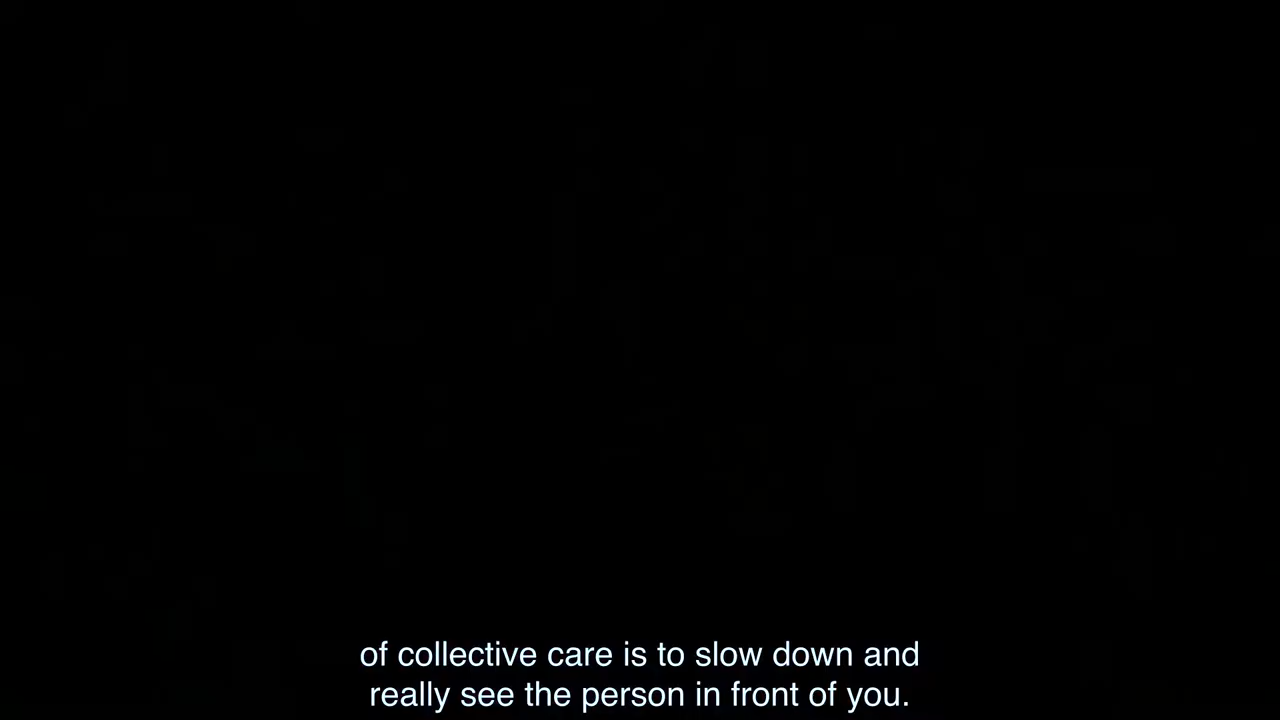 of collective care is to slow down and
really see the person in front of you.